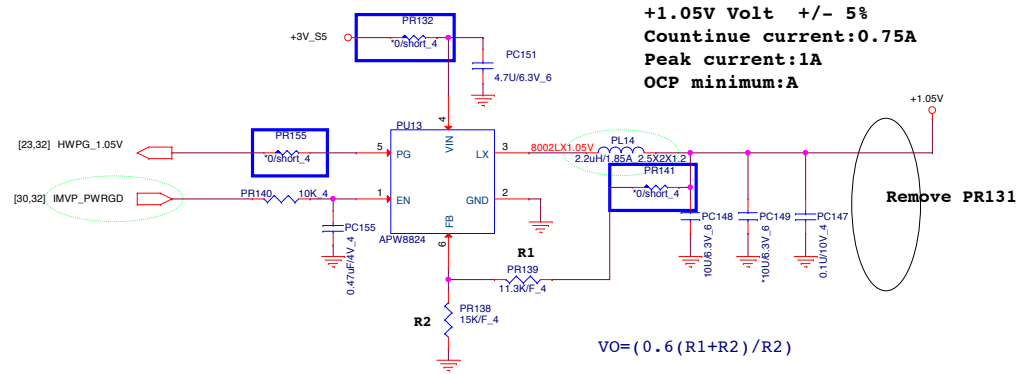 +1.05V Volt +/- 5%
Countinue current:0.75A
Peak current:1A
OCP minimum:A
PR132
+3V_S5
*0/short_4
PC151
4.7U/6.3V_6
+1.05V
PU13
4
VIN
[23,32] HWPG_1.05V
PR155
*0/short_4
5
PG
LX
3
8002LX1.05V
PL14
2.2uH/1.85A_2.5X2X1.2
PR141
*0/short_4
[30,32] IMVP_PWRGD
PR140
10K_4
1
EN
GND
2
FB
6
APW8824
Remove PR131
PC155
0.47uF/4V_4
PC148
10U/6.3V_6
PC149
*10U/6.3V_6
PC147
0.1U/10V_4
R1
PR139
11.3K/F_4
R2
PR138
15K/F_4
VO=(0.6(R1+R2)/R2)